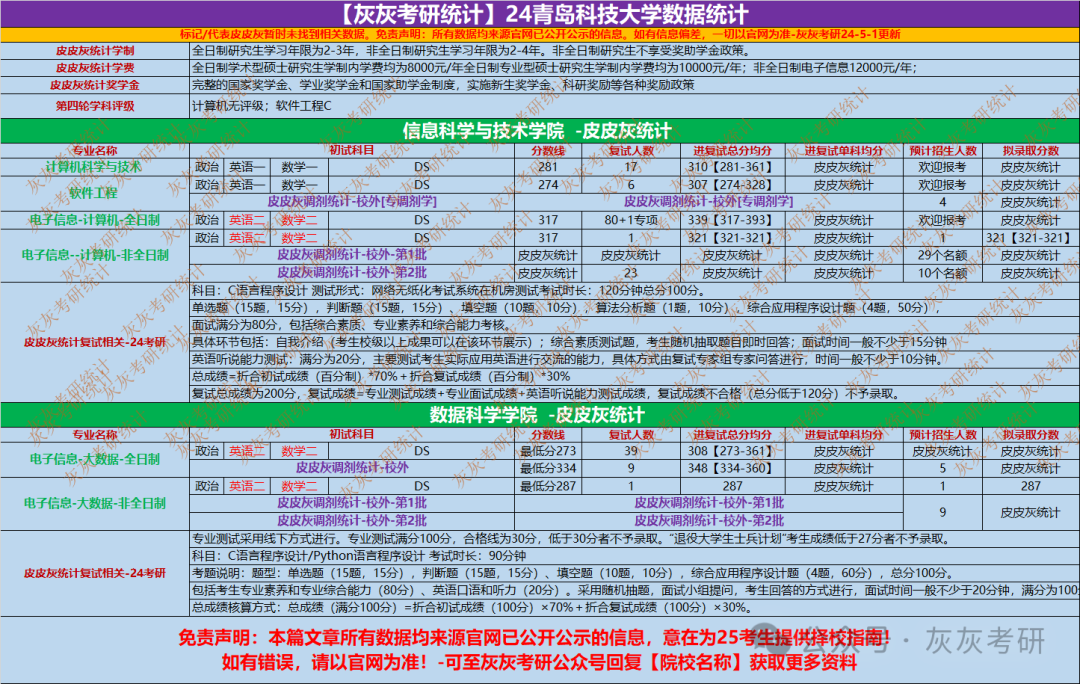 【灰灰考研统计】24青岛科技大学数据统计
标记/代表皮皮灰暂时未找到相关数据。免责声明：所有数据均来源官网已公开公示的信息。如有信息偏差，一切以官网为准-灰灰考研24-5-1更新
皮皮灰统计学制 全日制研究生学习年限为2-3年，非全日制研究生学习年限为2-4年。非全日制研究生不享受奖助学金政策。
皮皮灰统计学费 全日制学术型硕士研究生学制内学费均为8000元/年全日制专业型硕士研究生学制内学费均为10000元/年；非全日制电子信息12000元/年；
皮皮灰统计奖学金 完整的国家奖学金、学业奖学金和国家助学金制度，实施新生奖学金、科研奖励等各种奖励政策
第四轮学科评级 计算机无评级；软件工程C
信息科学与技术学院 -皮皮灰统计
专业名称 初试科目 分数线 复试人数 进复试总分均分 进复试单科均分 预计招生人数 拟录取分数
计算机科学与技术 政治 英语一 数学一 DS 281 17 310【281-361】 皮皮灰统计 欢迎报考 皮皮灰统计
软件工程 政治 英语一 数学一 DS 274 6 307【274-328】 皮皮灰统计 欢迎报考 皮皮灰统计
皮皮灰调剂统计-校外[专调剂学] 皮皮灰调剂统计-校外[专调剂学] 4 皮皮灰统计
电子信息-计算机-全日制 政治 英语二 数学二 DS 317 80+1专项 339【317-393】 皮皮灰统计 欢迎报考 皮皮灰统计
电子信息--计算机-非全日制 政治 英语二 数学二 DS 317 1 321【321-321】 皮皮灰统计 1 321【321-321】
皮皮灰调剂统计-校外-第1批 皮皮灰统计 皮皮灰统计 皮皮灰统计 皮皮灰统计 29个名额 皮皮灰统计
皮皮灰调剂统计-校外-第2批 皮皮灰统计 23 皮皮灰统计 皮皮灰统计 10个名额 皮皮灰统计
皮皮灰统计复试相关-24考研
科目：C语言程序设计 测试形式：网络无纸化考试系统在机房测试考试时长：120分钟总分100。
单选题（15题，15分），判断题（15题，15分）、填空题（10题，10分），算法分析题（1题，10分），综合应用程序设计题（4题，50分），
面试满分为80分，包括综合素质、专业素养和综合能力考核。
具体环节包括：自我介绍（考生校级以上成果可以在该环节展示）；综合素质测试题，考生随机抽取题目即时回答；面试时间一般不少于15分钟
英语听说能力测试：满分为20分，主要测试考生实际应用英语进行交流的能力，具体方式由复试专家组专家问答进行，时间一般不少于10分钟。
总成绩=折合初试成绩（百分制）*70%＋折合复试成绩（百分制）*30%
复试总成绩为200分，复试成绩=专业测试成绩+专业面试成绩+英语听说能力测试成绩，复试成绩不合格（总分低于120分）不予录取。
数据科学学院 -皮皮灰统计
专业名称 初试科目 分数线 复试人数 进复试总分均分 进复试单科均分 预计招生人数 拟录取分数
电子信息-大数据-全日制 政治 英语二 数学二 DS 最低分273 39 308【273-361】 皮皮灰统计 皮皮灰统计 皮皮灰统计
皮皮灰调剂统计-校外 最低分334 9 348【334-360】 皮皮灰统计 5 皮皮灰统计
电子信息-大数据-非全日制 政治 英语二 数学二 DS 最低分287 1 287 皮皮灰统计 1 287
皮皮灰调剂统计-校外-第1批 皮皮灰调剂统计-校外-第1批 9 皮皮灰统计
皮皮灰调剂统计-校外-第2批 皮皮灰调剂统计-校外-第2批
皮皮灰统计复试相关-24考研
专业测试采用线下方式进行。专业测试满分100分，合格线为30分，低于30分者不予录取。“退役大学生士兵计划”考生成绩低于27分者不予录取。
科目：C语言程序设计/Python语言程序设计 考试时长：90分钟
考题说明：题型：单选题（15题，15分），判断题（15题，15分）、填空题（10题，10分），综合应用程序设计题（4题，60分），总分100分。
包括考生专业素养和专业综合能力（80分）、英语口语和听力（20分）。采用随机抽题，面试小组提问，考生回答的方式进行，面试时间一般不少于20分钟，满分为100
总成绩核算方式：总成绩（满分100分）=折合初试成绩（100分）×70%＋折合复试成绩（100分）×30%。
免责声明：本篇文章所有数据均来源官网已公开公示的信息，意在为25考生提供择校指南！
如有错误，请以官网为准！-可至灰灰考研公众号回复【院校名称】获取更多资料
公众号 · 灰灰考研